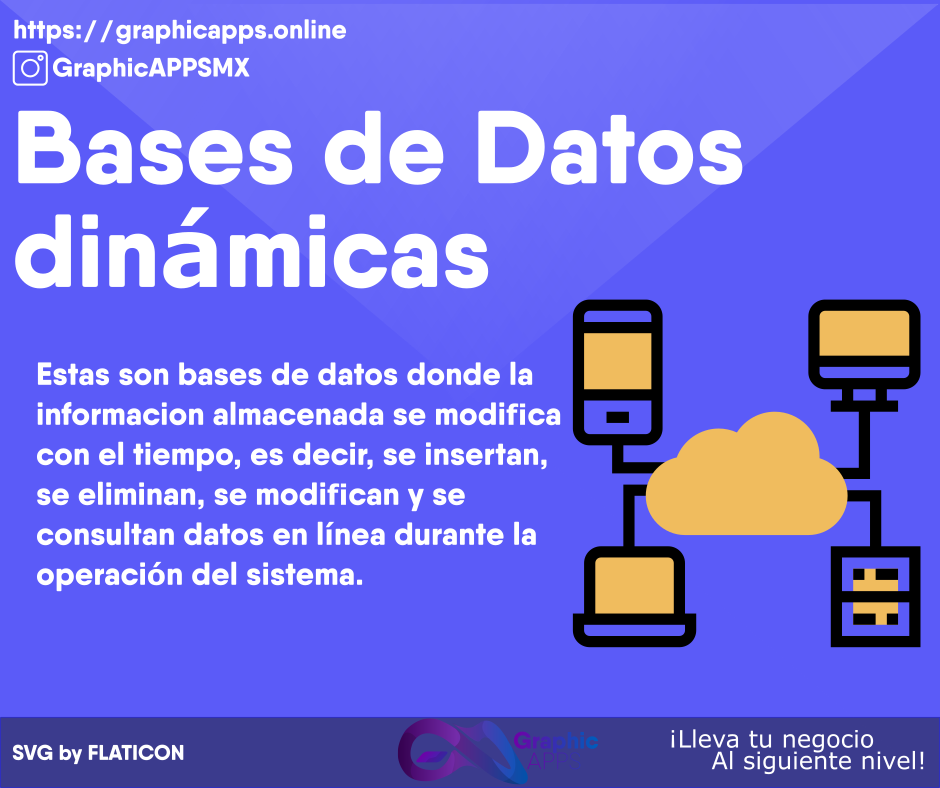 https://graphicapps.online
GraphicAPPSMX
Bases de Datos
dinámicas
Estas son bases de datos donde la
informacion almacenada se modifica
con el tiempo, es decir, se insertan,
se eliminan, se modifican y se
consultan datos en línea durante la
operación del sistema.
SVG by FLATICON
Graphic
APPS
¡Lleva tu negocio
Al siguiente nivel!